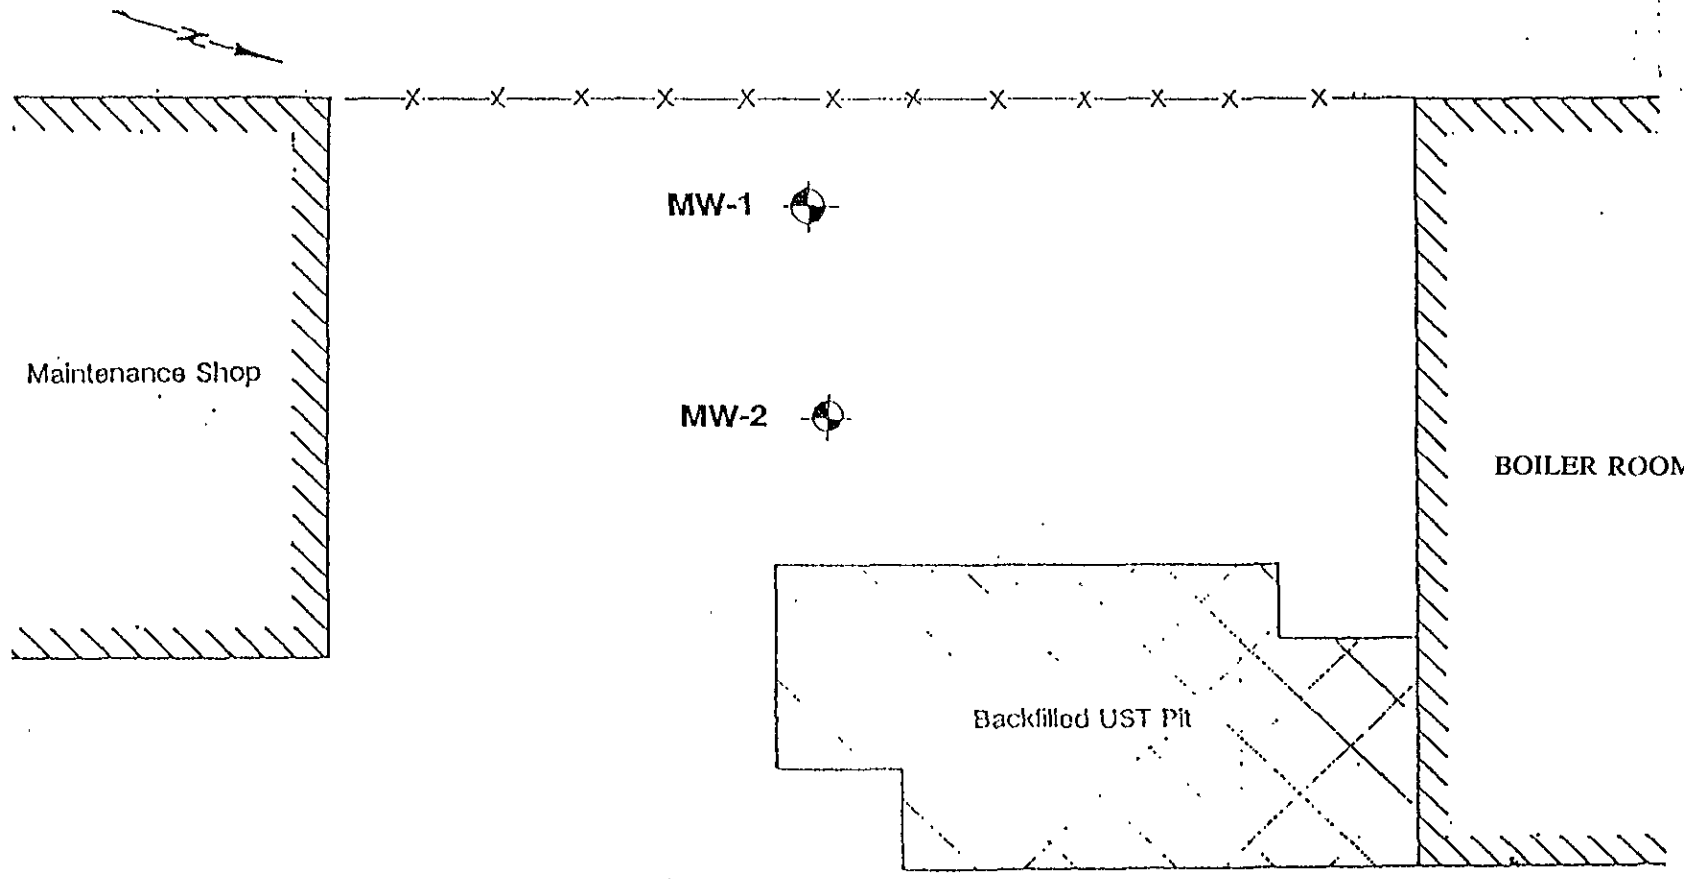 N
MW-1
Maintenance Shop
MW-2
BOILER ROOM
Backfilled UST Pit